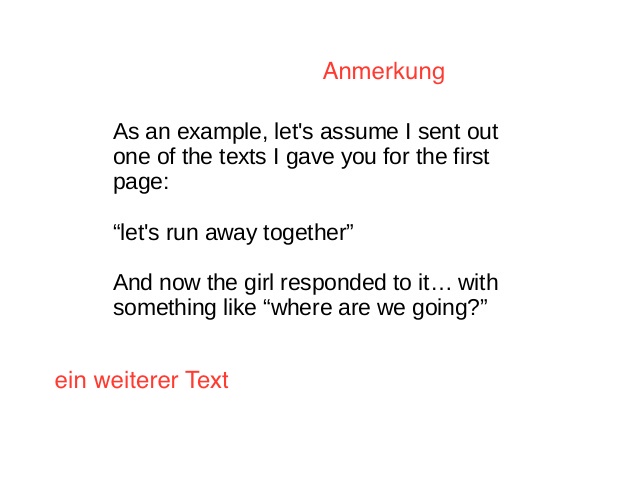 Anmerkung
As an example, let's assume I sent out
one of the texts I gave you for the first
page:
“let's run away together”
And now the girl responded to it… with
something like “where are we going?”
ein weiterer Text